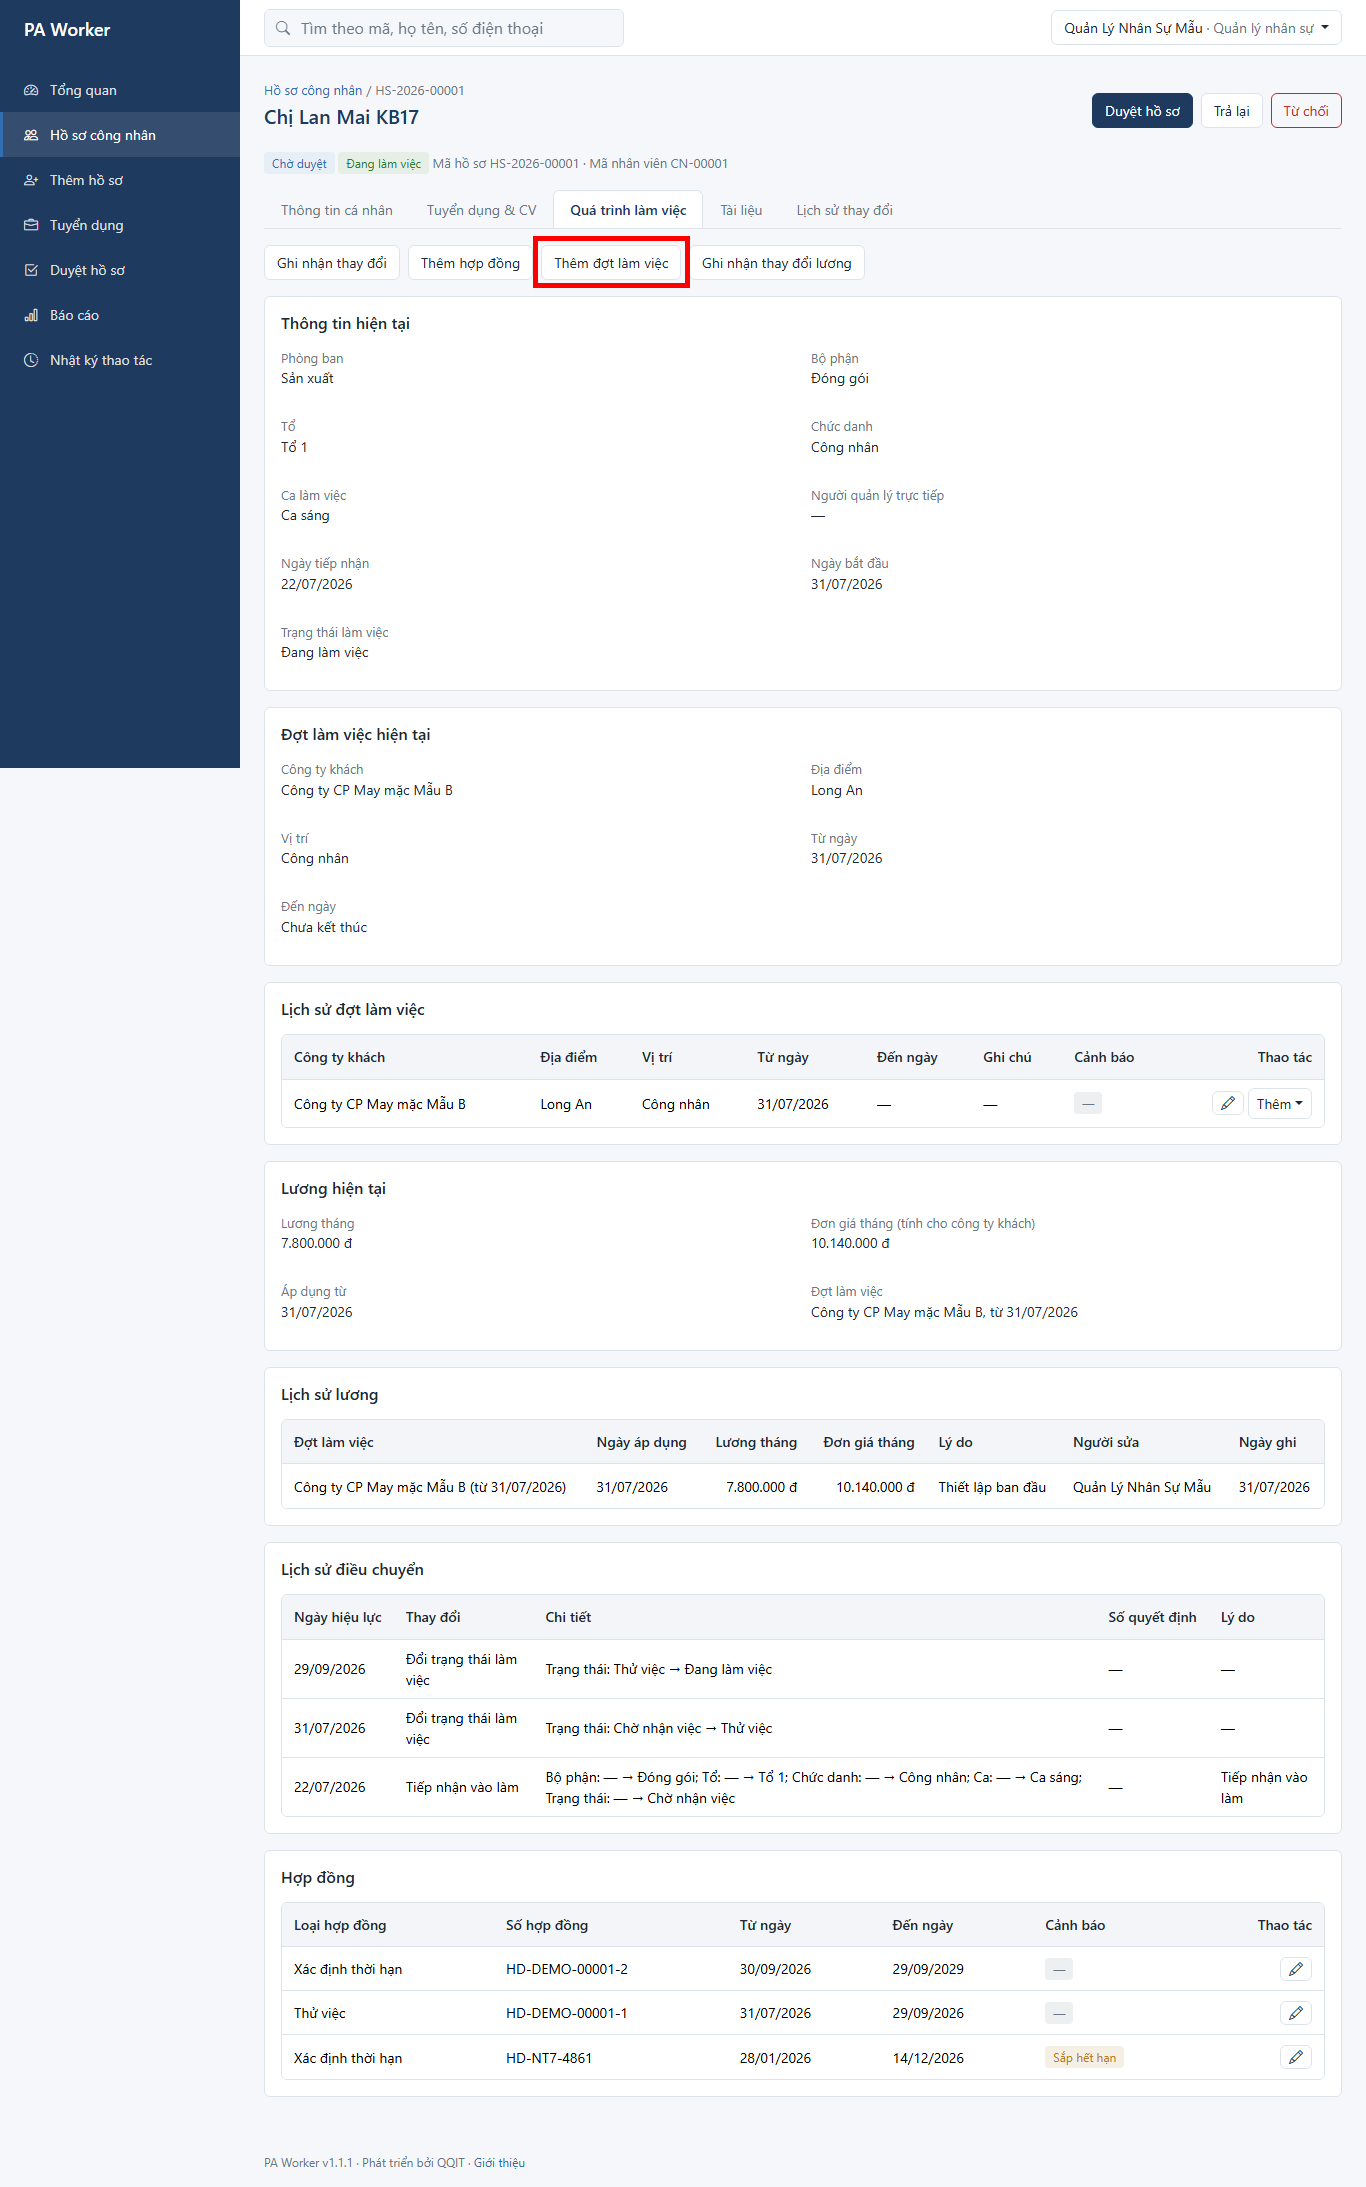 PA Worker
Tìm theo mã, họ tên, số điện thoại
Quản Lý Nhân Sự Mẫu · Quản lý nhân sự
Tổng quan
Hồ sơ công nhân
Thêm hồ sơ
Tuyển dụng
Duyệt hồ sơ
Báo cáo
Nhật ký thao tác
Hồ sơ công nhân / HS-2026-00001
Chị Lan Mai KB17
Duyệt hồ sơ
Trả lại
Từ chối
Chờ duyệt Đang làm việc Mã hồ sơ HS-2026-00001 · Mã nhân viên CN-00001
Thông tin cá nhân Tuyển dụng & CV Quá trình làm việc Tài liệu Lịch sử thay đổi
Ghi nhận thay đổi Thêm hợp đồng Thêm đợt làm việc Ghi nhận thay đổi lương
Thông tin hiện tại
Phòng ban Bộ phận
Sản xuất Đóng gói
Tổ Chức danh
Tổ 1 Công nhân
Ca làm việc Người quản lý trực tiếp
Ca sáng —
Ngày tiếp nhận Ngày bắt đầu
22/07/2026 31/07/2026
Trạng thái làm việc
Đang làm việc
Đợt làm việc hiện tại
Công ty khách Địa điểm
Công ty CP May mặc Mẫu B Long An
Vị trí Từ ngày
Công nhân 31/07/2026
Đến ngày
Chưa kết thúc
Lịch sử đợt làm việc
Công ty khách Địa điểm Vị trí Từ ngày Đến ngày Ghi chú Cảnh báo Thao tác
Công ty CP May mặc Mẫu B Long An Công nhân 31/07/2026 — — — Thêm
Lương hiện tại
Lương tháng Đơn giá tháng (tính cho công ty khách)
7.800.000 đ 10.140.000 đ
Áp dụng từ Đợt làm việc
31/07/2026 Công ty CP May mặc Mẫu B, từ 31/07/2026
Lịch sử lương
Đợt làm việc Ngày áp dụng Lương tháng Đơn giá tháng Lý do Người sửa Ngày ghi
Công ty CP May mặc Mẫu B (từ 31/07/2026) 31/07/2026 7.800.000 đ 10.140.000 đ Thiết lập ban đầu Quản Lý Nhân Sự Mẫu 31/07/2026
Lịch sử điều chuyển
Ngày hiệu lực Thay đổi Chi tiết Số quyết định Lý do
29/09/2026 Đổi trạng thái làm việc Trạng thái: Thử việc → Đang làm việc — —
31/07/2026 Đổi trạng thái làm việc Trạng thái: Chờ nhận việc → Thử việc — —
22/07/2026 Tiếp nhận vào làm Bộ phận: — → Đóng gói; Tổ: — → Tổ 1; Chức danh: — → Công nhân; Ca: — → Ca sáng; Trạng thái: — → Chờ nhận việc — Tiếp nhận vào làm
Hợp đồng
Loại hợp đồng Số hợp đồng Từ ngày Đến ngày Cảnh báo Thao tác
Xác định thời hạn HD-DEMO-00001-2 30/09/2026 29/09/2029 —
Thử việc HD-DEMO-00001-1 31/07/2026 29/09/2026 —
Xác định thời hạn HD-NT7-4861 28/01/2026 14/12/2026 Sắp hết hạn
PA Worker v1.1.1 · Phát triển bởi QQIT · Giới thiệu